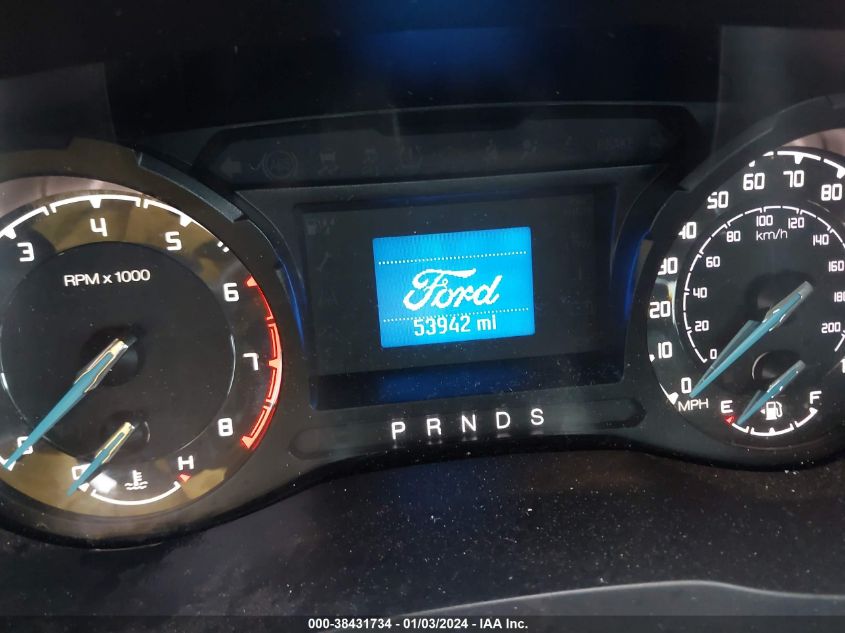 3 4 5 6 7 8
RPM x 1000
H
Ford
53942 mi
P R N D S
0 10 20 30 40 50 60 70 80
0 20 40 60 80 100 120 140 160 180 200
km/h
MPH
E F
000-38431734 - 01/03/2024 - IAA Inc.